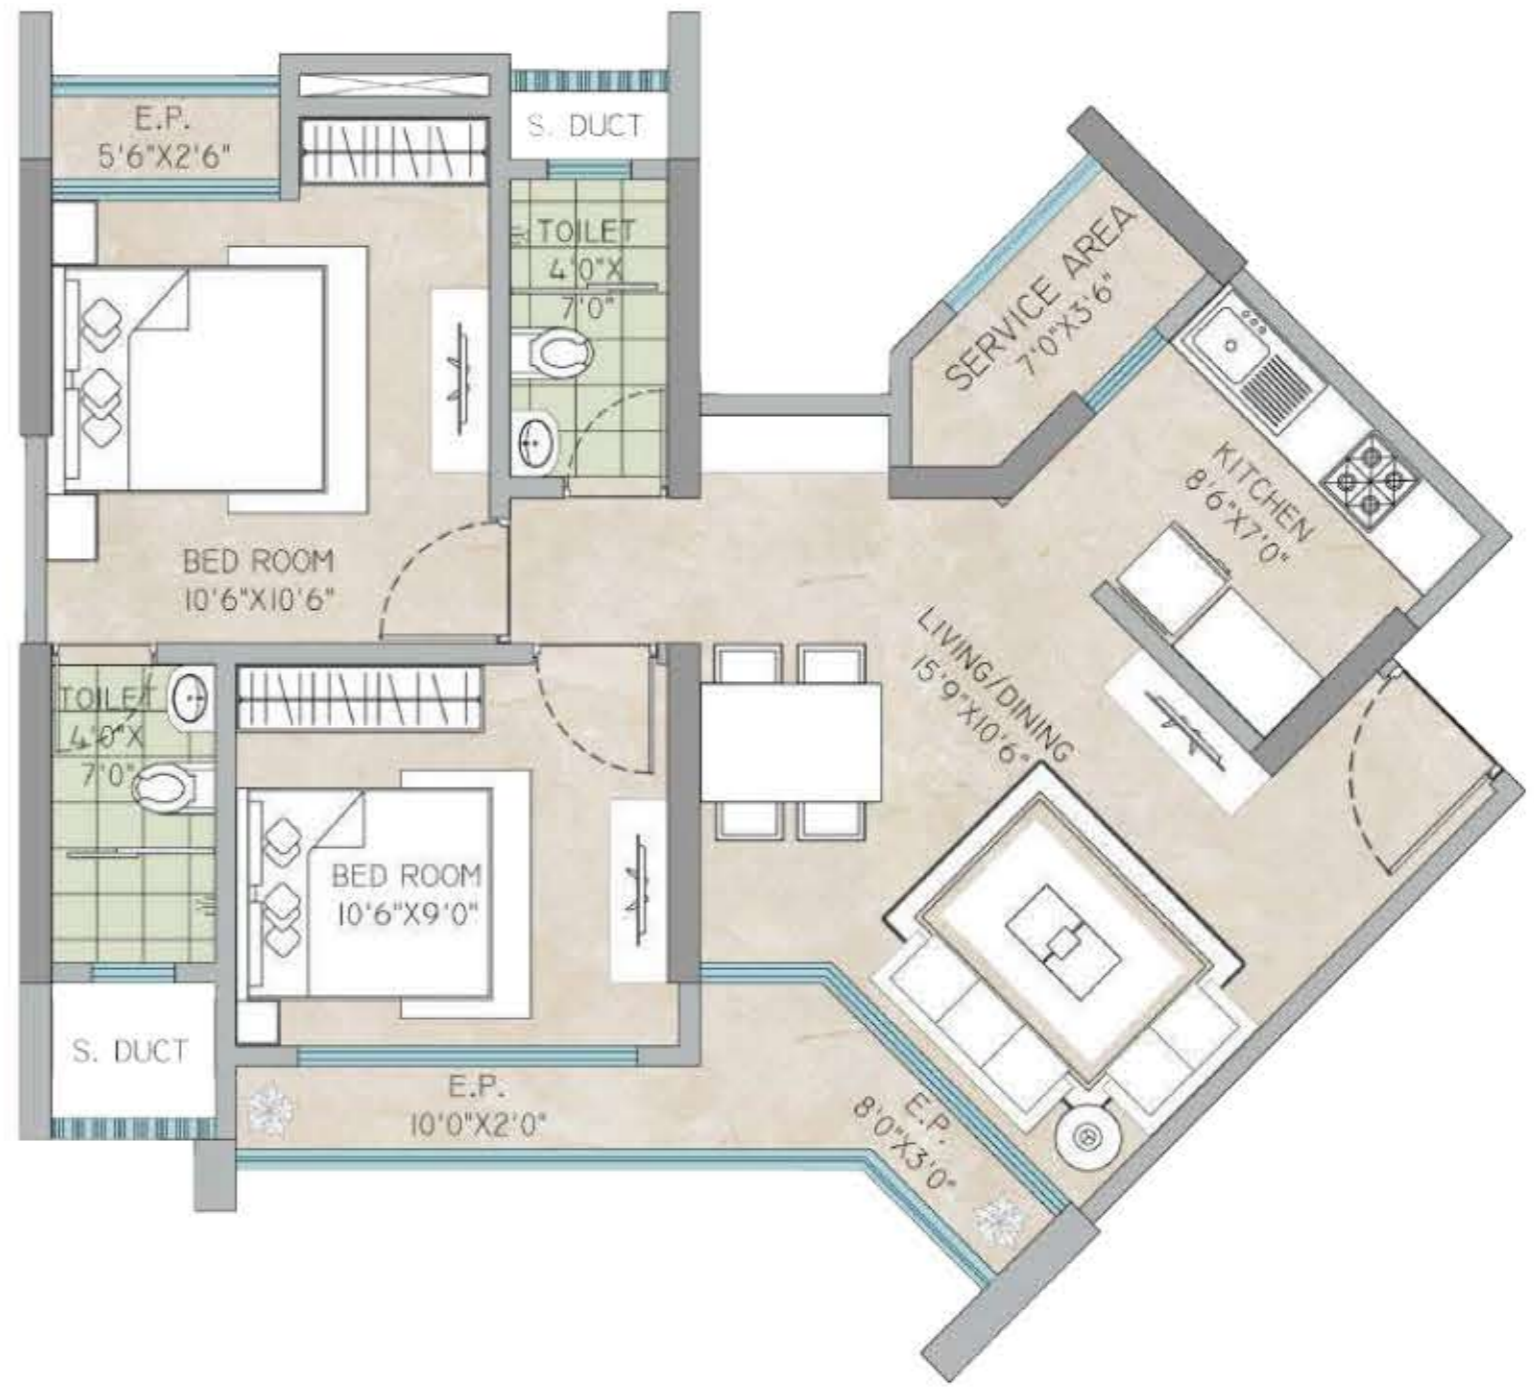 E.P.
5'6"X2'6"
S. DUCT
TOILET
4'0"X
7'0"
SERVICE AREA
7'0"X3'6"
KITCHEN
8'6"X7'0"
BED ROOM
10'6"X10'6"
LIVING/DINING
15'9"X10'6"
TOILET
4'0"X
7'0"
BED ROOM
10'6"X9'0"
S. DUCT
E.P.
10'0"X2'0"
E.P.
8'0"X3'0"